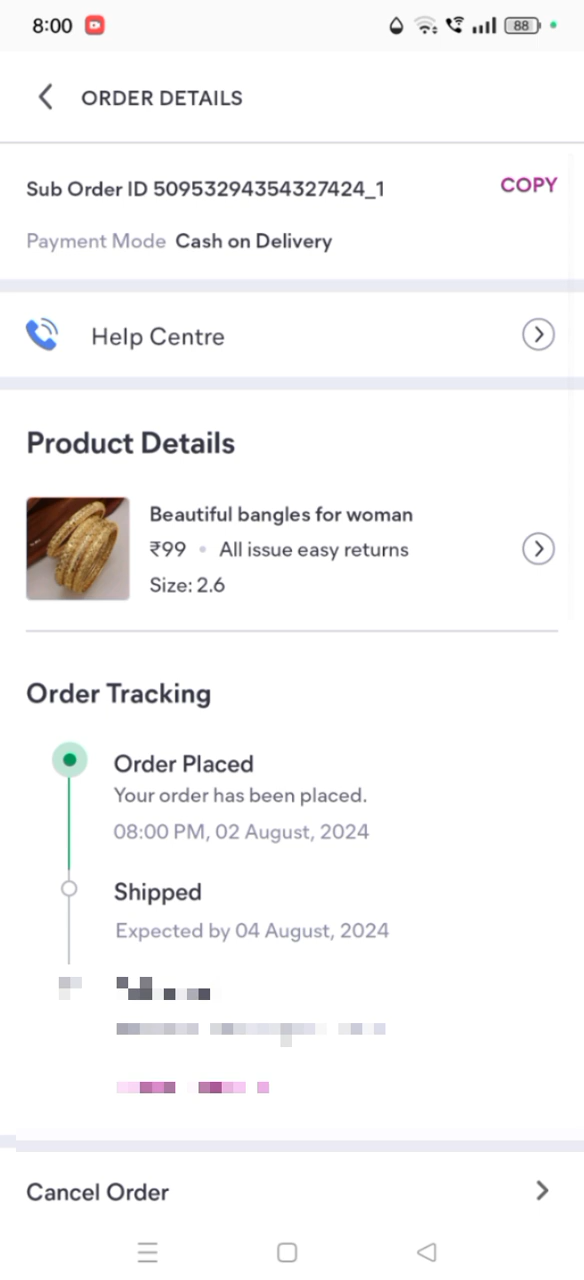 8:00
88
ORDER DETAILS
Sub Order ID 50953294354327424_1
COPY
Payment Mode Cash on Delivery
Help Centre
Product Details
Beautiful bangles for woman
₹99 • All issue easy returns
Size: 2.6
Order Tracking
Order Placed
Your order has been placed.
08:00 PM, 02 August, 2024
Shipped
Expected by 04 August, 2024
Cancel Order